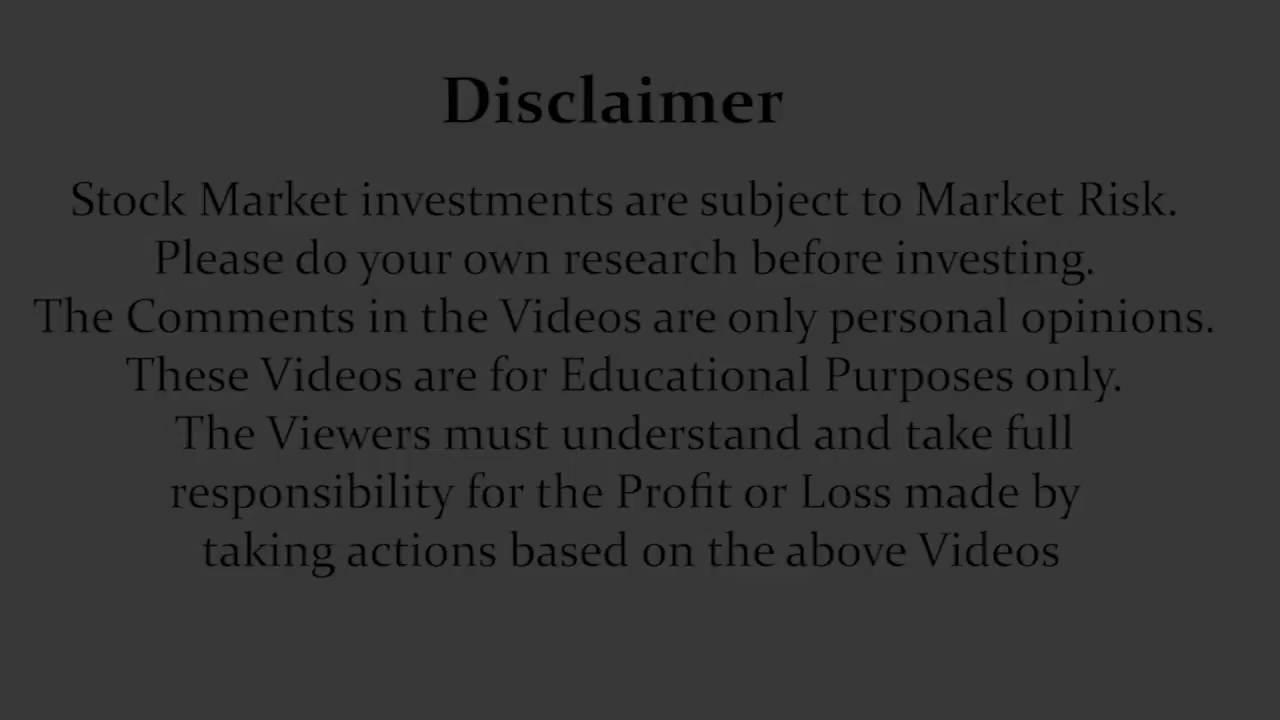 Disclaimer
Stock Market investments are subject to Market Risk.
Please do your own research before investing.
The Comments in the Videos are only personal opinions.
These Videos are for Educational Purposes only.
The Viewers must understand and take full
responsibility for the Profit or Loss made by
taking actions based on the above Videos